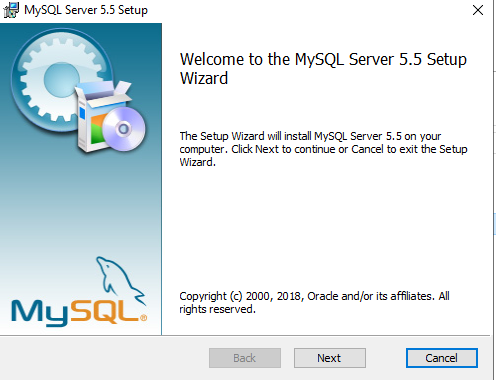 MySQL Server 5.5 Setup
Welcome to the MySQL Server 5.5 Setup
Wizard
The Setup Wizard will install MySQL Server 5.5 on your
computer. Click Next to continue or Cancel to exit the Setup
Wizard.
MySQL®
Copyright (c) 2000, 2018, Oracle and/or its affiliates. All
rights reserved.
Back
Next
Cancel